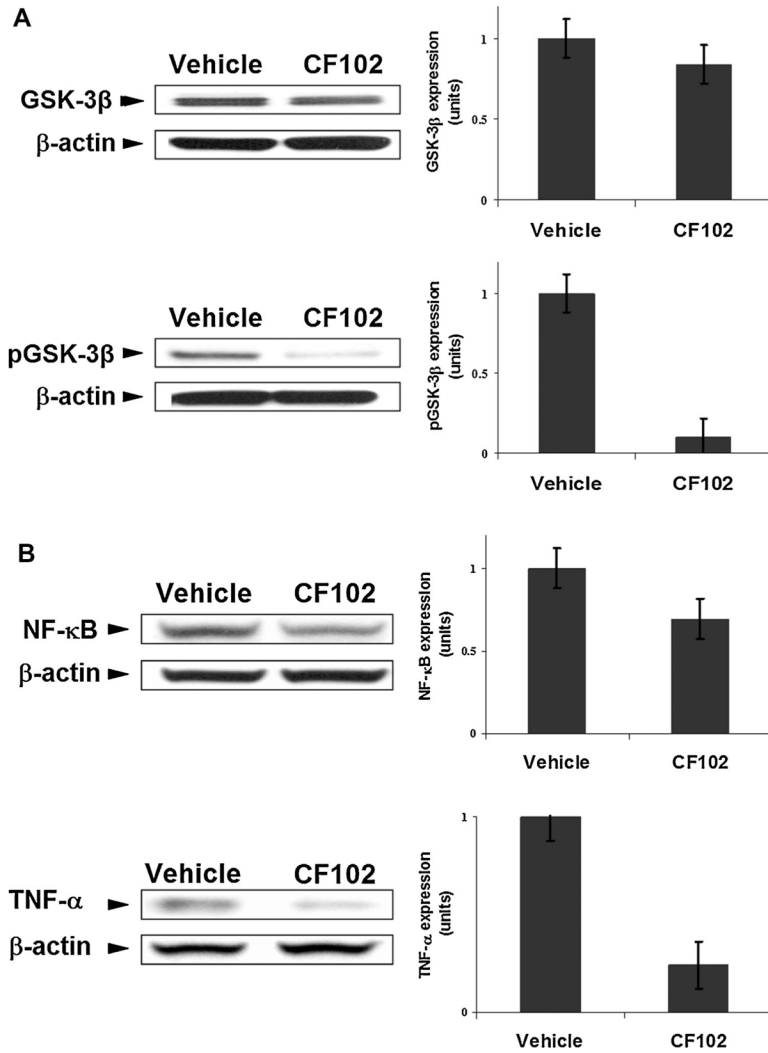 A
Vehicle CF102
GSK-3β
β-actin
GSK-3β expression
(units)
1
0.5
0
Vehicle CF102
Vehicle CF102
pGSK-3β
β-actin
pGSK-3β expression
(units)
1
0.5
0
Vehicle CF102
B
Vehicle CF102
NF-κB
β-actin
NF-κB expression
(units)
1
0.5
0
Vehicle CF102
Vehicle CF102
TNF-α
β-actin
TNF-α expression
(units)
1
0
Vehicle CF102